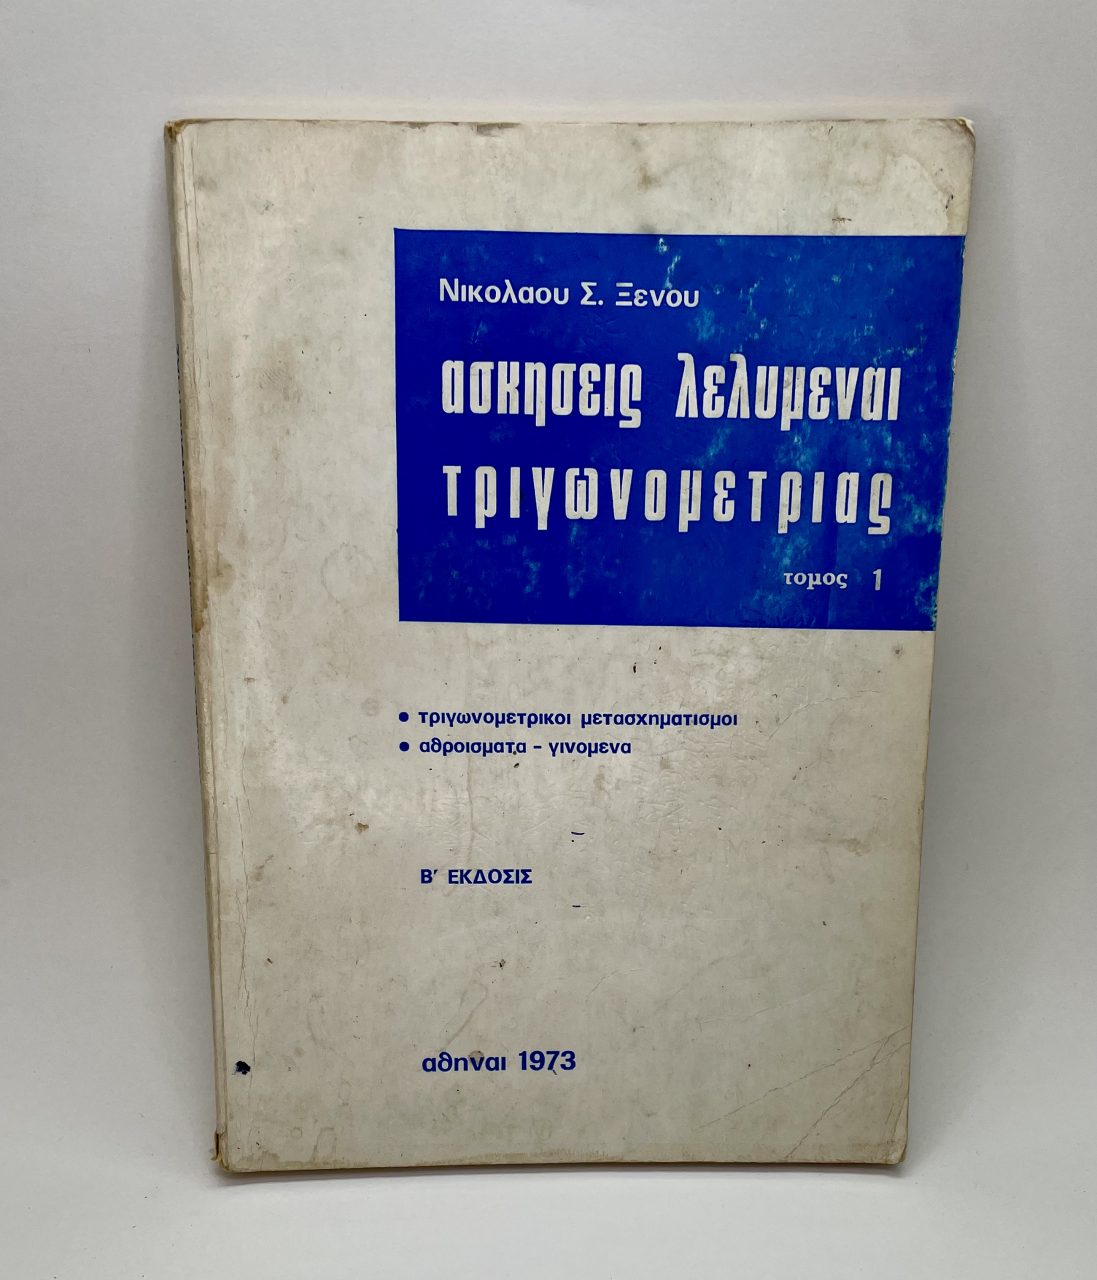 Νικολαου Σ. Ξενου
ασκησεις λελυμεναι
τριγωνομετριας
τομος 1
• τριγωνομετρικοι μετασχηματισμοι
• αθροισματα - γινομενα
Β' ΕΚΔΟΣΙΣ
αθηναι 1973